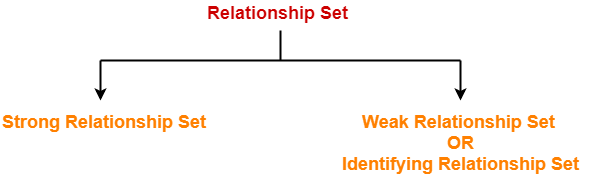 Relationship Set
Strong Relationship Set
Weak Relationship Set
OR
Identifying Relationship Set